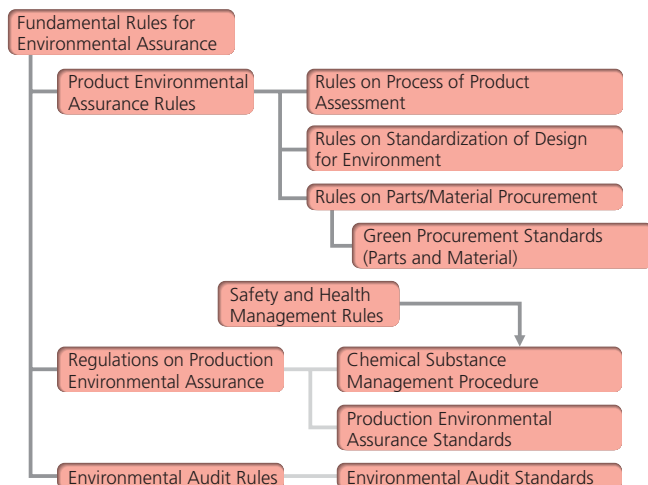 Fundamental Rules for
Environmental Assurance
Product Environmental
Assurance Rules
Rules on Process of Product
Assessment
Rules on Standardization of Design
for Environment
Rules on Parts/Material Procurement
Green Procurement Standards
(Parts and Material)
Safety and Health
Management Rules
Regulations on Production
Environmental Assurance
Chemical Substance
Management Procedure
Production Environmental
Assurance Standards
Environmental Audit Rules
Environmental Audit Standards